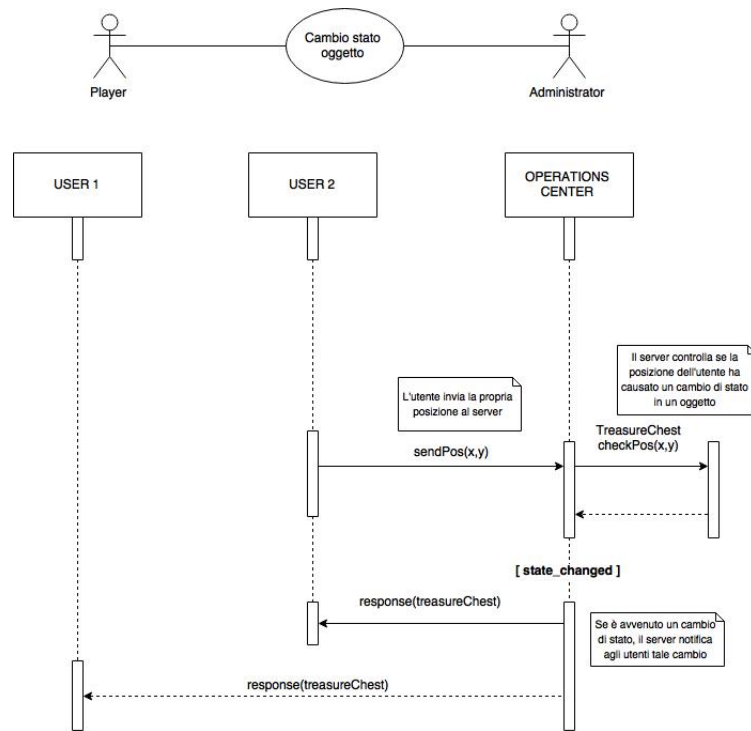 Cambio stato
oggetto
Player
Administrator
USER 1
USER 2
OPERATIONS
CENTER
Il server controlla se la
posizione dell'utente ha
causato un cambio di stato
in un oggetto
L'utente invia la propria
posizione al server
TreasureChest
checkPos(x,y)
sendPos(x,y)
[ state_changed ]
response(treasureChest)
Se è avvenuto un cambio
di stato, il server notifica
agli utenti tale cambio
response(treasureChest)